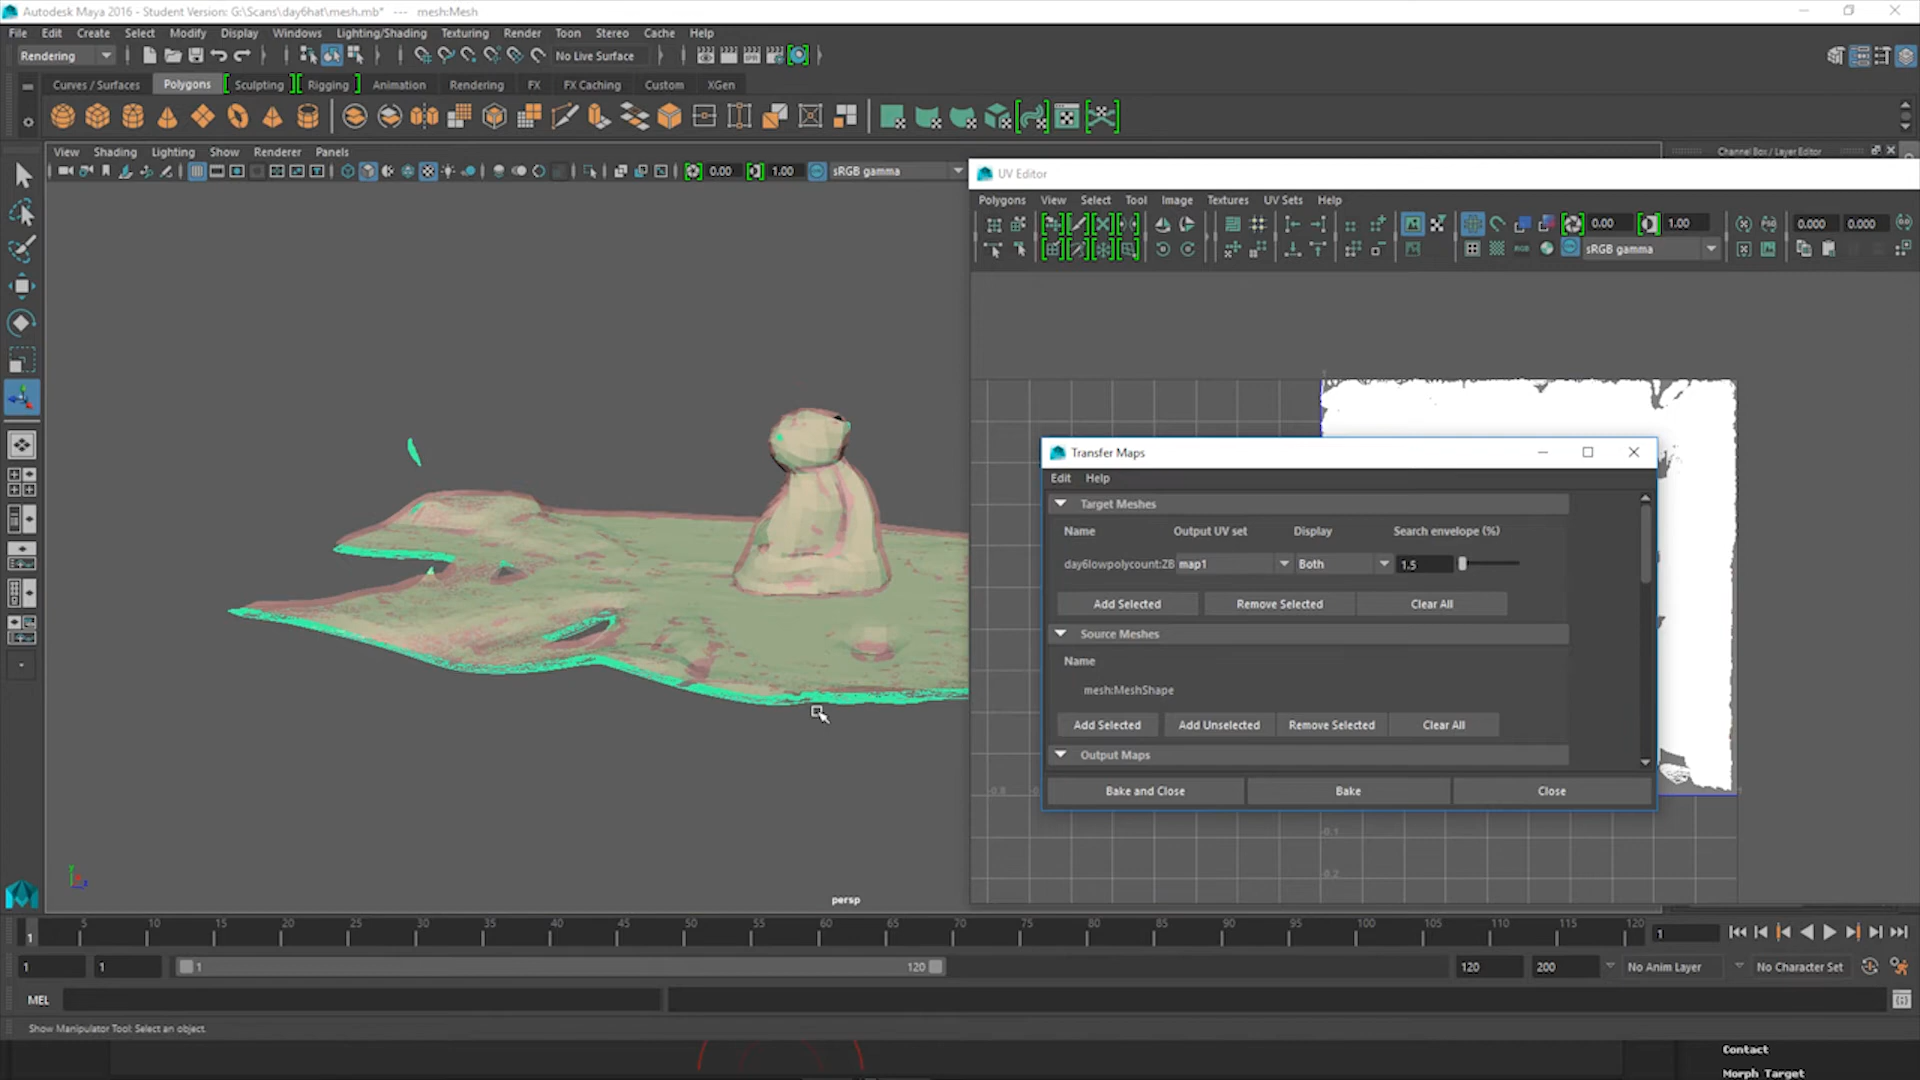 Autodesk Maya 2016 - Student Version: G:\Scans\day6hat\mesh.mb* --- mesh:Mesh
File Edit Create Select Modify Display Windows Lighting/Shading Texturing Render Toon Stereo Cache Help
Rendering No Live Surface
Curves / Surfaces Polygons Sculpting Rigging Animation Rendering FX FX Caching Custom XGen
View Shading Lighting Show Renderer Panels
0.00 1.00 sRGB gamma
Channel Box / Layer Editor
UV Editor
Polygons View Select Tool Image Textures UV Sets Help
0.00 1.00 0.000 0.000
sRGB gamma
Transfer Maps
Edit Help
Target Meshes
Name Output UV set Display Search envelope (%)
day6lowpolycount:ZB map1 Both 1.5
Add Selected Remove Selected Clear All
Source Meshes
Name
mesh:MeshShape
Add Selected Add Unselected Remove Selected Clear All
Output Maps
Bake and Close Bake Close
-0.1
-0.2
persp
5 10 15 20 25 30 35 40 45 50 55 60 65 70 75 80 85 90 95 100 105 110 115 120
1 1
1 1 1 120 120 200 No Anim Layer No Character Set
MEL
Show Manipulator Tool: Select an object.
Contact
Morph Target